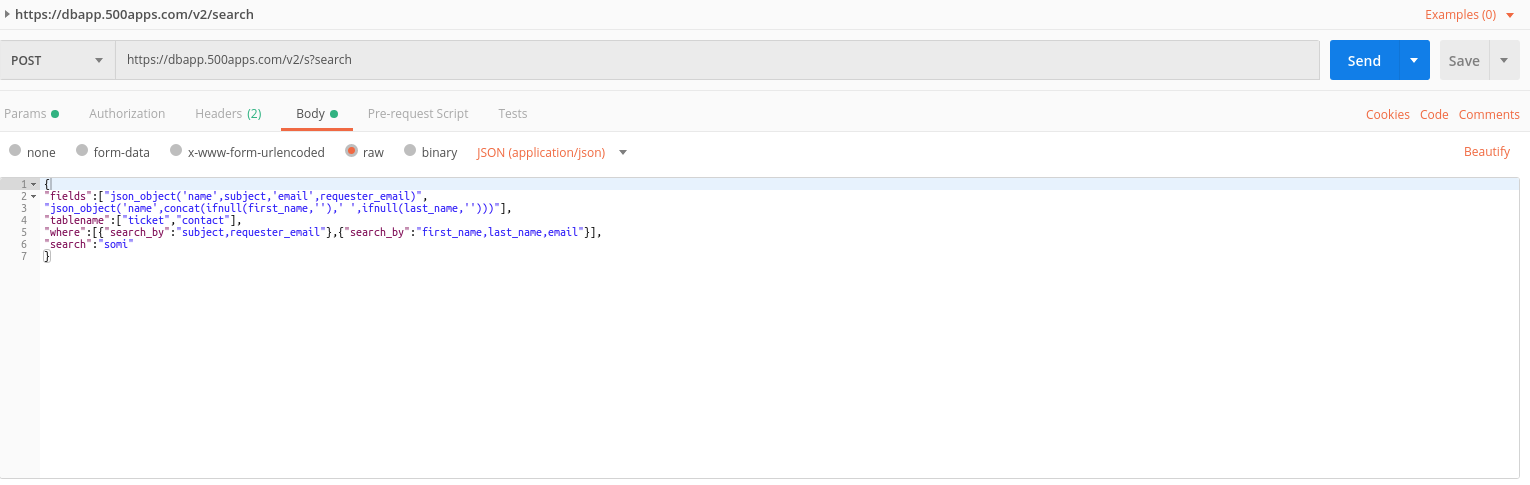 https://dbapp.500apps.com/v2/search
Examples (0)
POST
https://dbapp.500apps.com/v2/s?search
Send
Save
Params
Authorization
Headers (2)
Body
Pre-request Script
Tests
Cookies
Code
Comments
none
form-data
x-www-form-urlencoded
raw
binary
JSON (application/json)
Beautify
1 {
2 "fields":["json_object('name',subject,'email',requester_email)",
3 "json_object('name',concat(ifnull(first_name,''),' ',ifnull(last_name,'')))"],
4 "tablename":["ticket","contact"],
5 "where":[{"search_by":"subject,requester_email"},{"search_by":"first_name,last_name,email"}],
6 "search":"somi"
7 }